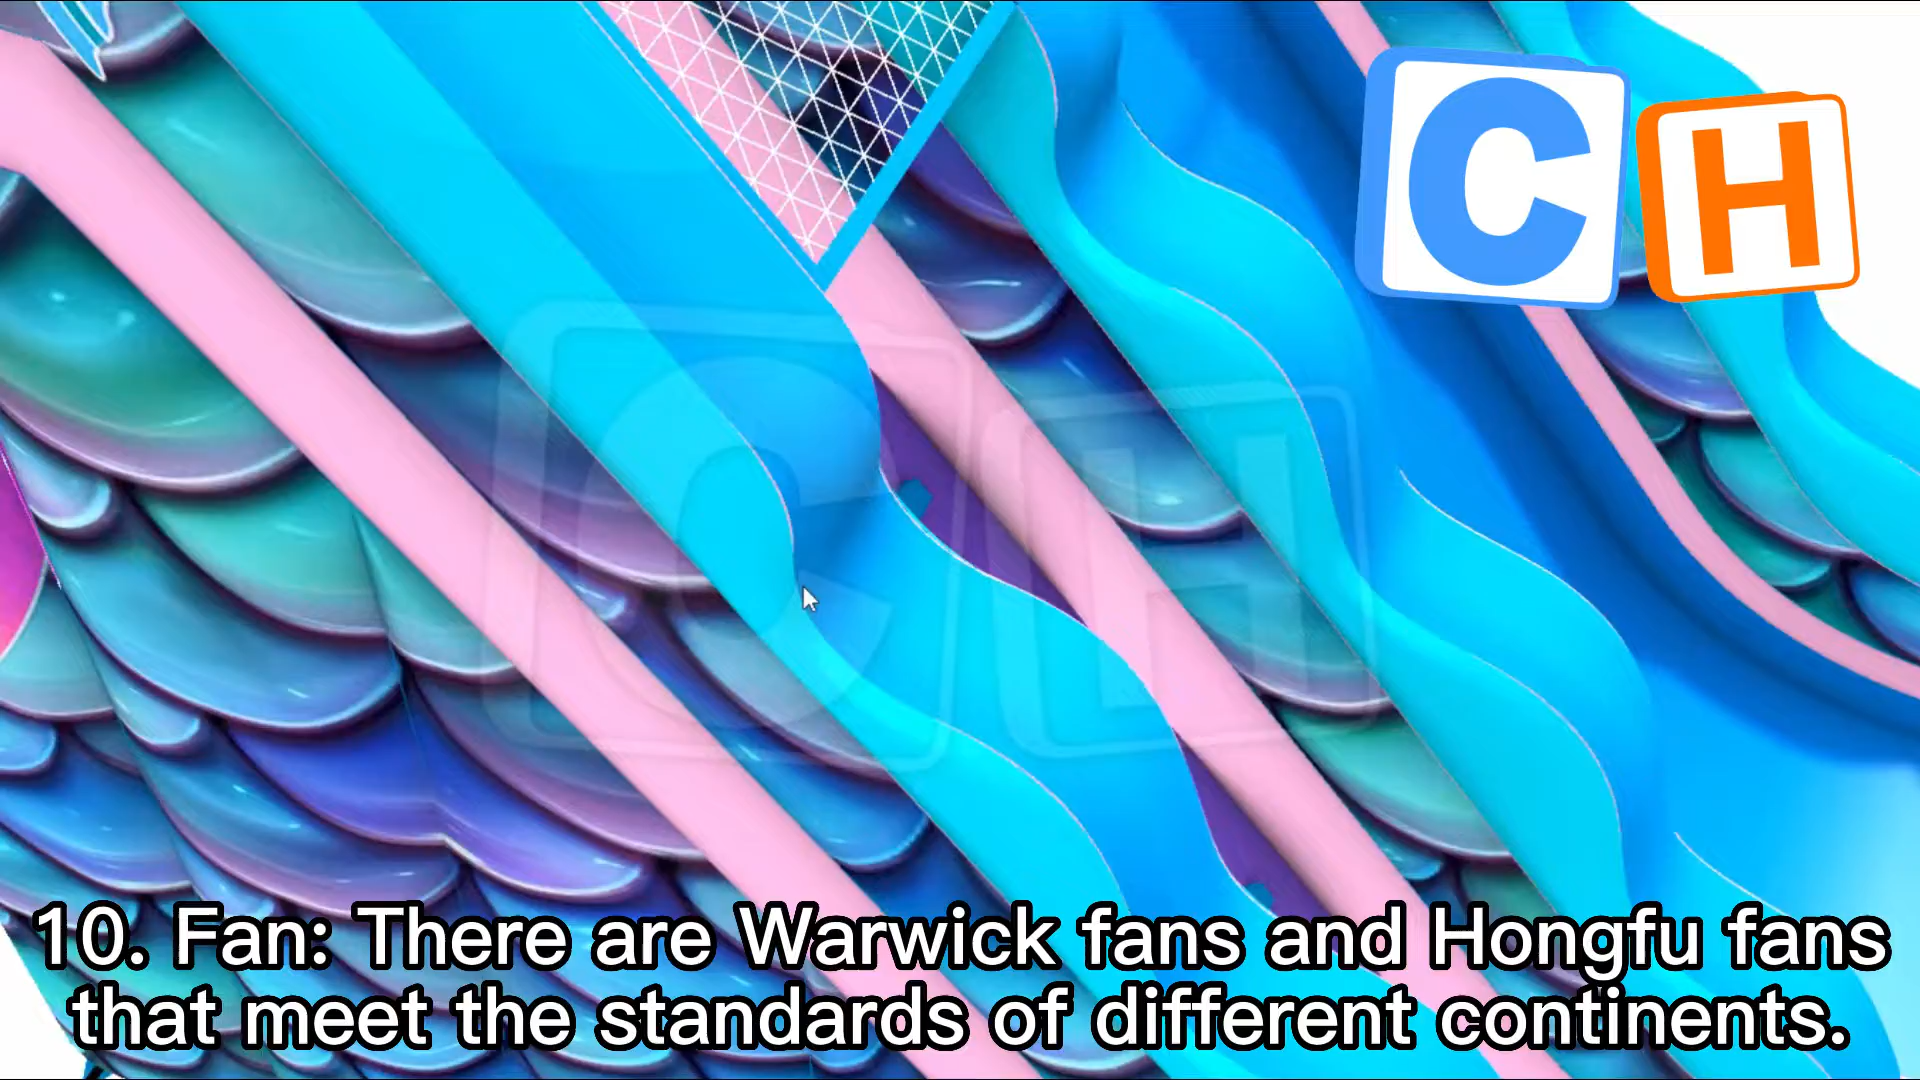 C H
CH
10. Fan: There are Warwick fans and Hongfu fans
that meet the standards of different continents.